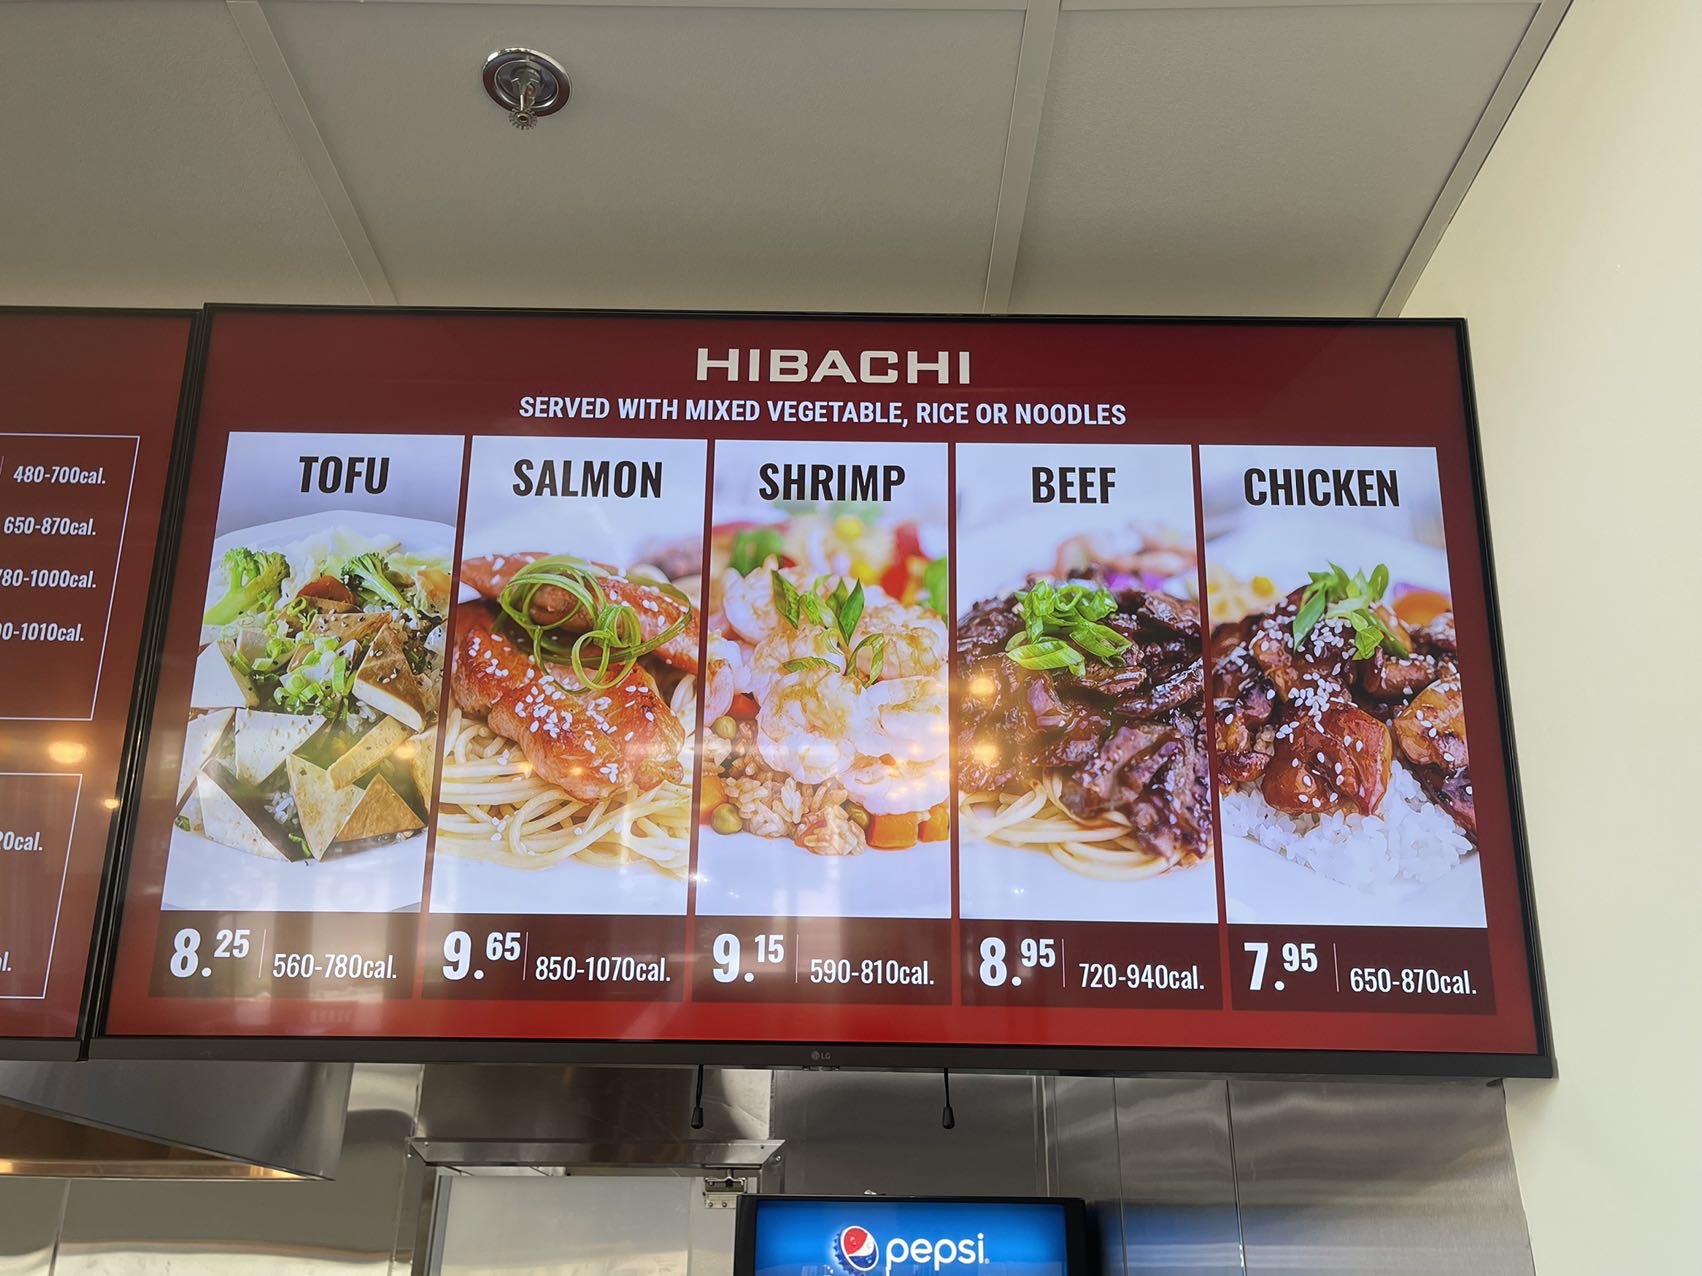 HIBACHI
SERVED WITH MIXED VEGETABLE, RICE OR NOODLES
TOFU
SALMON
SHRIMP
BEEF
CHICKEN
8.25 560-780cal.
9.65 850-1070cal.
9.15 590-810cal.
8.95 720-940cal.
7.95 650-870cal.
480-700cal.
650-870cal.
780-1000cal.
LG
pepsi